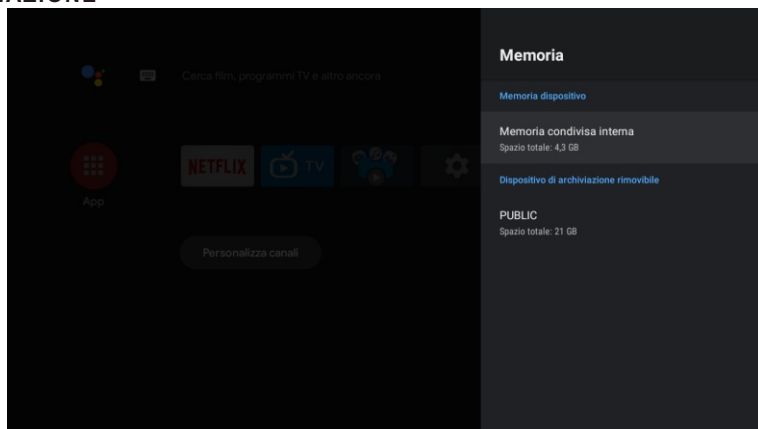 Cerca film, programmi TV e altro ancora
NETFLIX
TV
App
Personalizza canali
Memoria
Memoria dispositivo
Memoria condivisa interna
Spazio totale: 4,3 GB
Dispositivo di archiviazione rimovibile
PUBLIC
Spazio totale: 21 GB